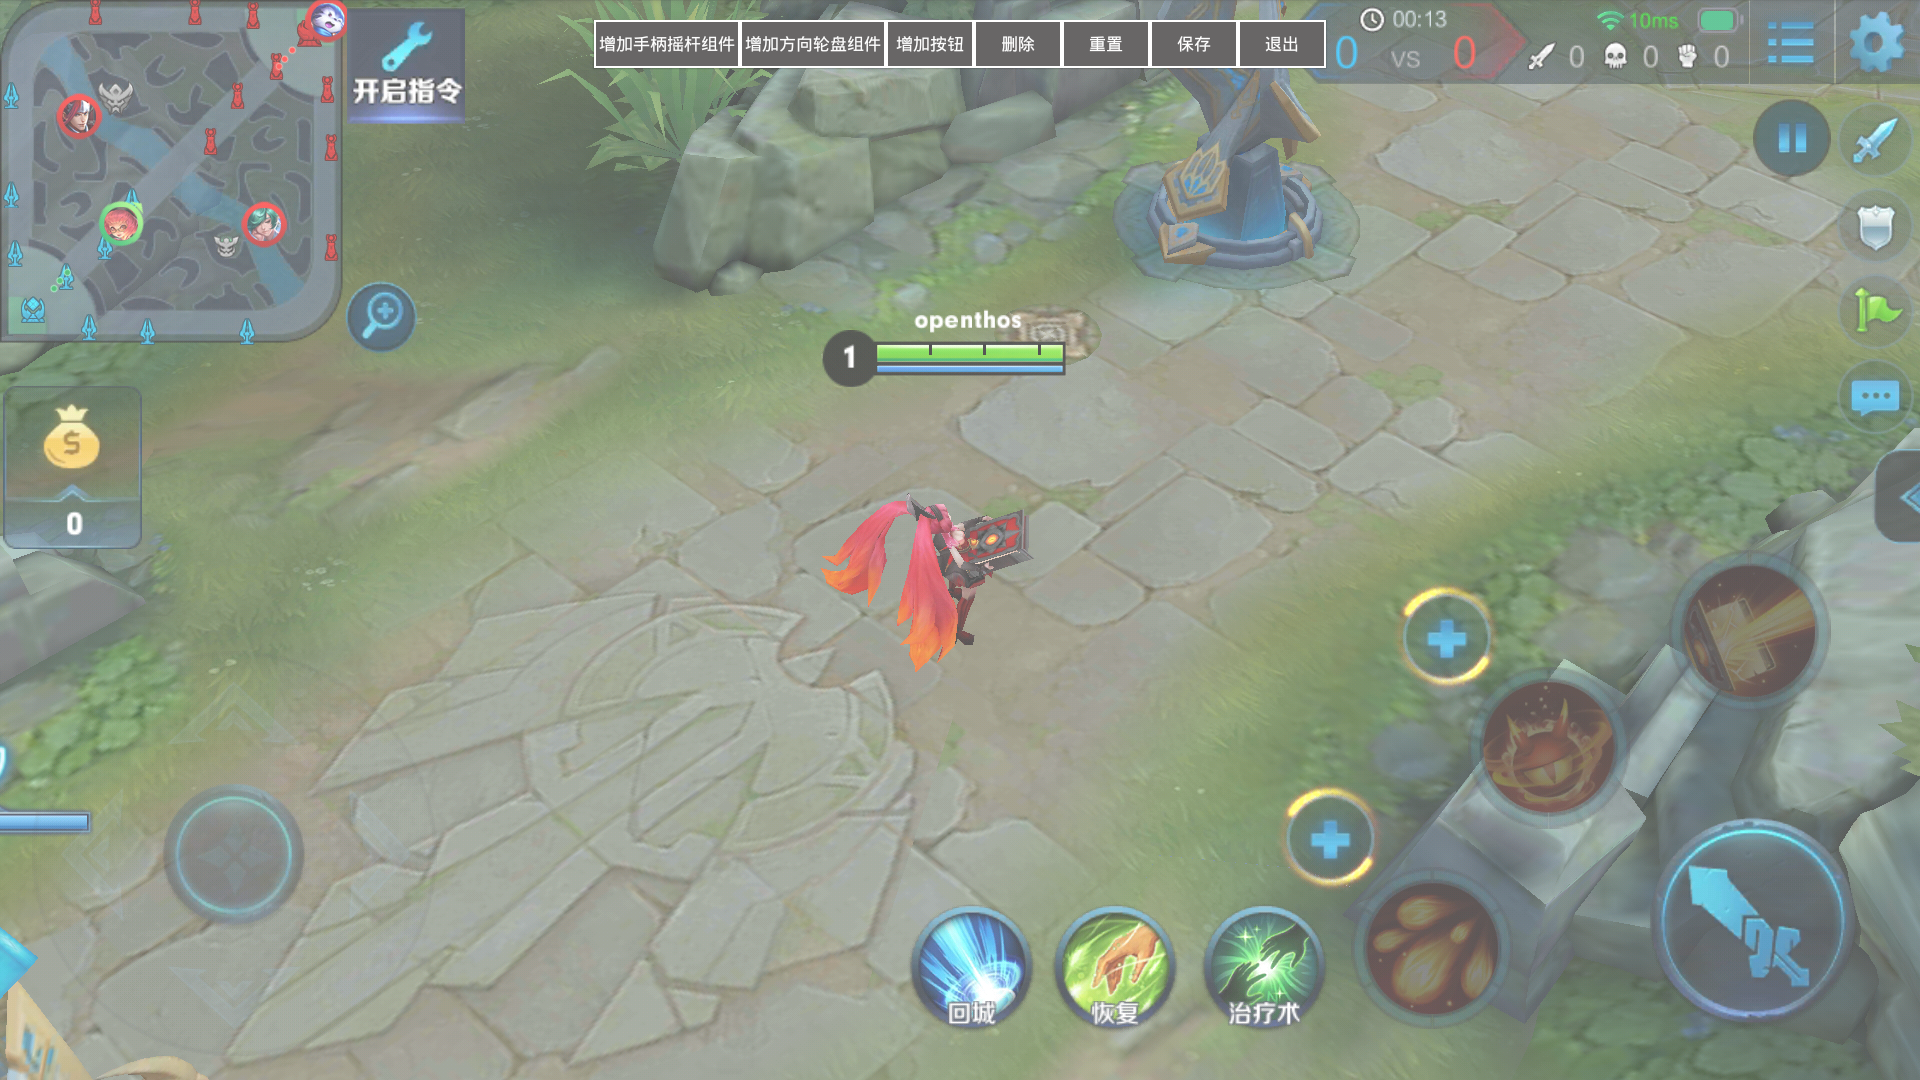 开启指令
增加手柄摇杆组件 增加方向轮盘组件 增加按钮 删除 重置 保存 退出
00:13
10ms
0 VS 0
0 0 0
openthos
1
$
0
回城
恢复
治疗术